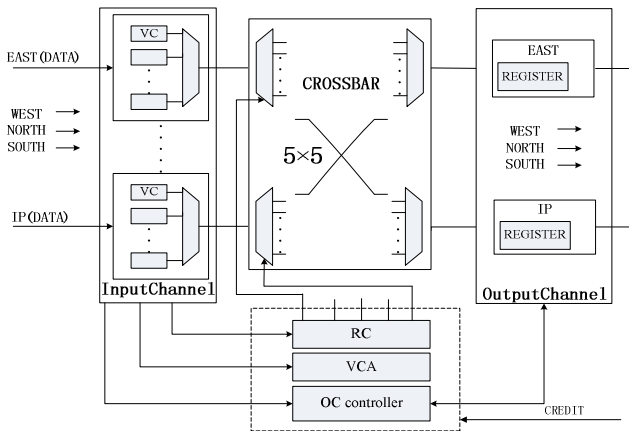 VC
EAST(DATA)
WEST
NORTH
SOUTH
VC
IP(DATA)
InputChannel
CROSSBAR
5×5
EAST
REGISTER
WEST
NORTH
SOUTH
IP
REGISTER
OutputChannel
RC
VCA
OC controller
CREDIT